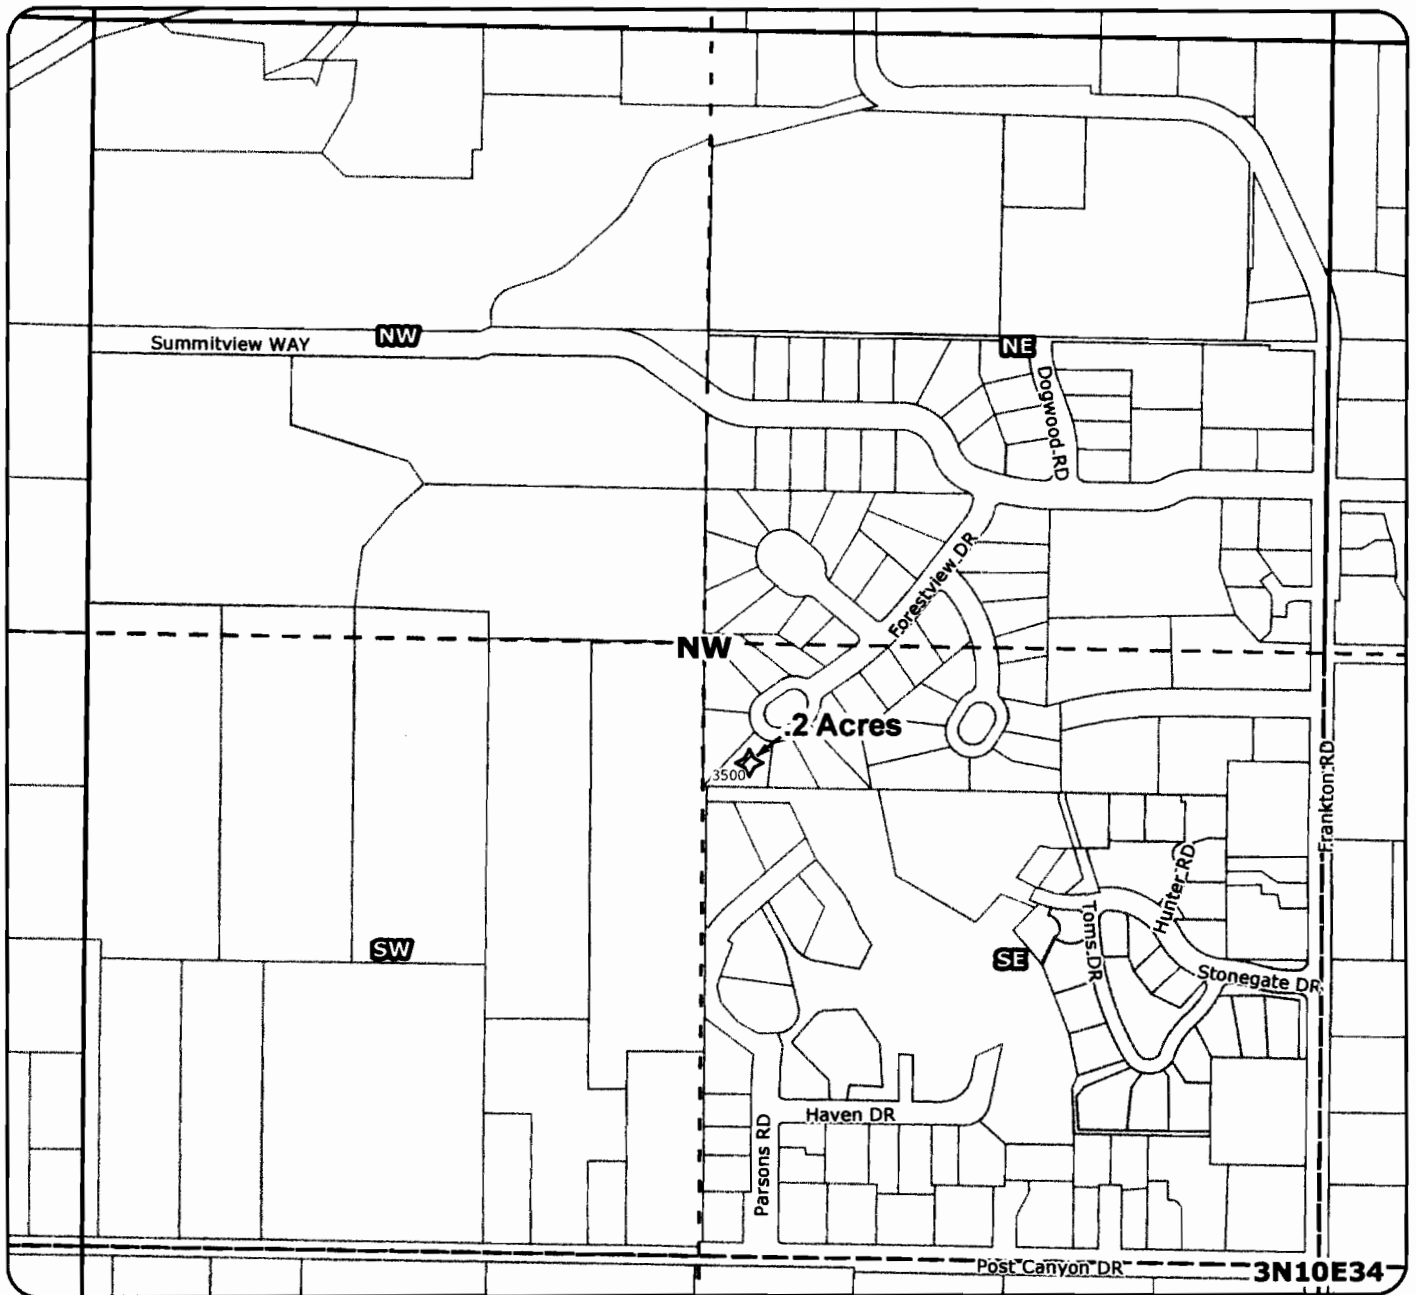 Summitview WAY
NW
NE
Dogwood RD
Forestview DR
NW
.2 Acres
3500
Frankton RD
Hunter RD
SW
SE
Toms DR
Stonegate DR
Haven DR
Parsons RD
Post Canyon DR
3N10E34